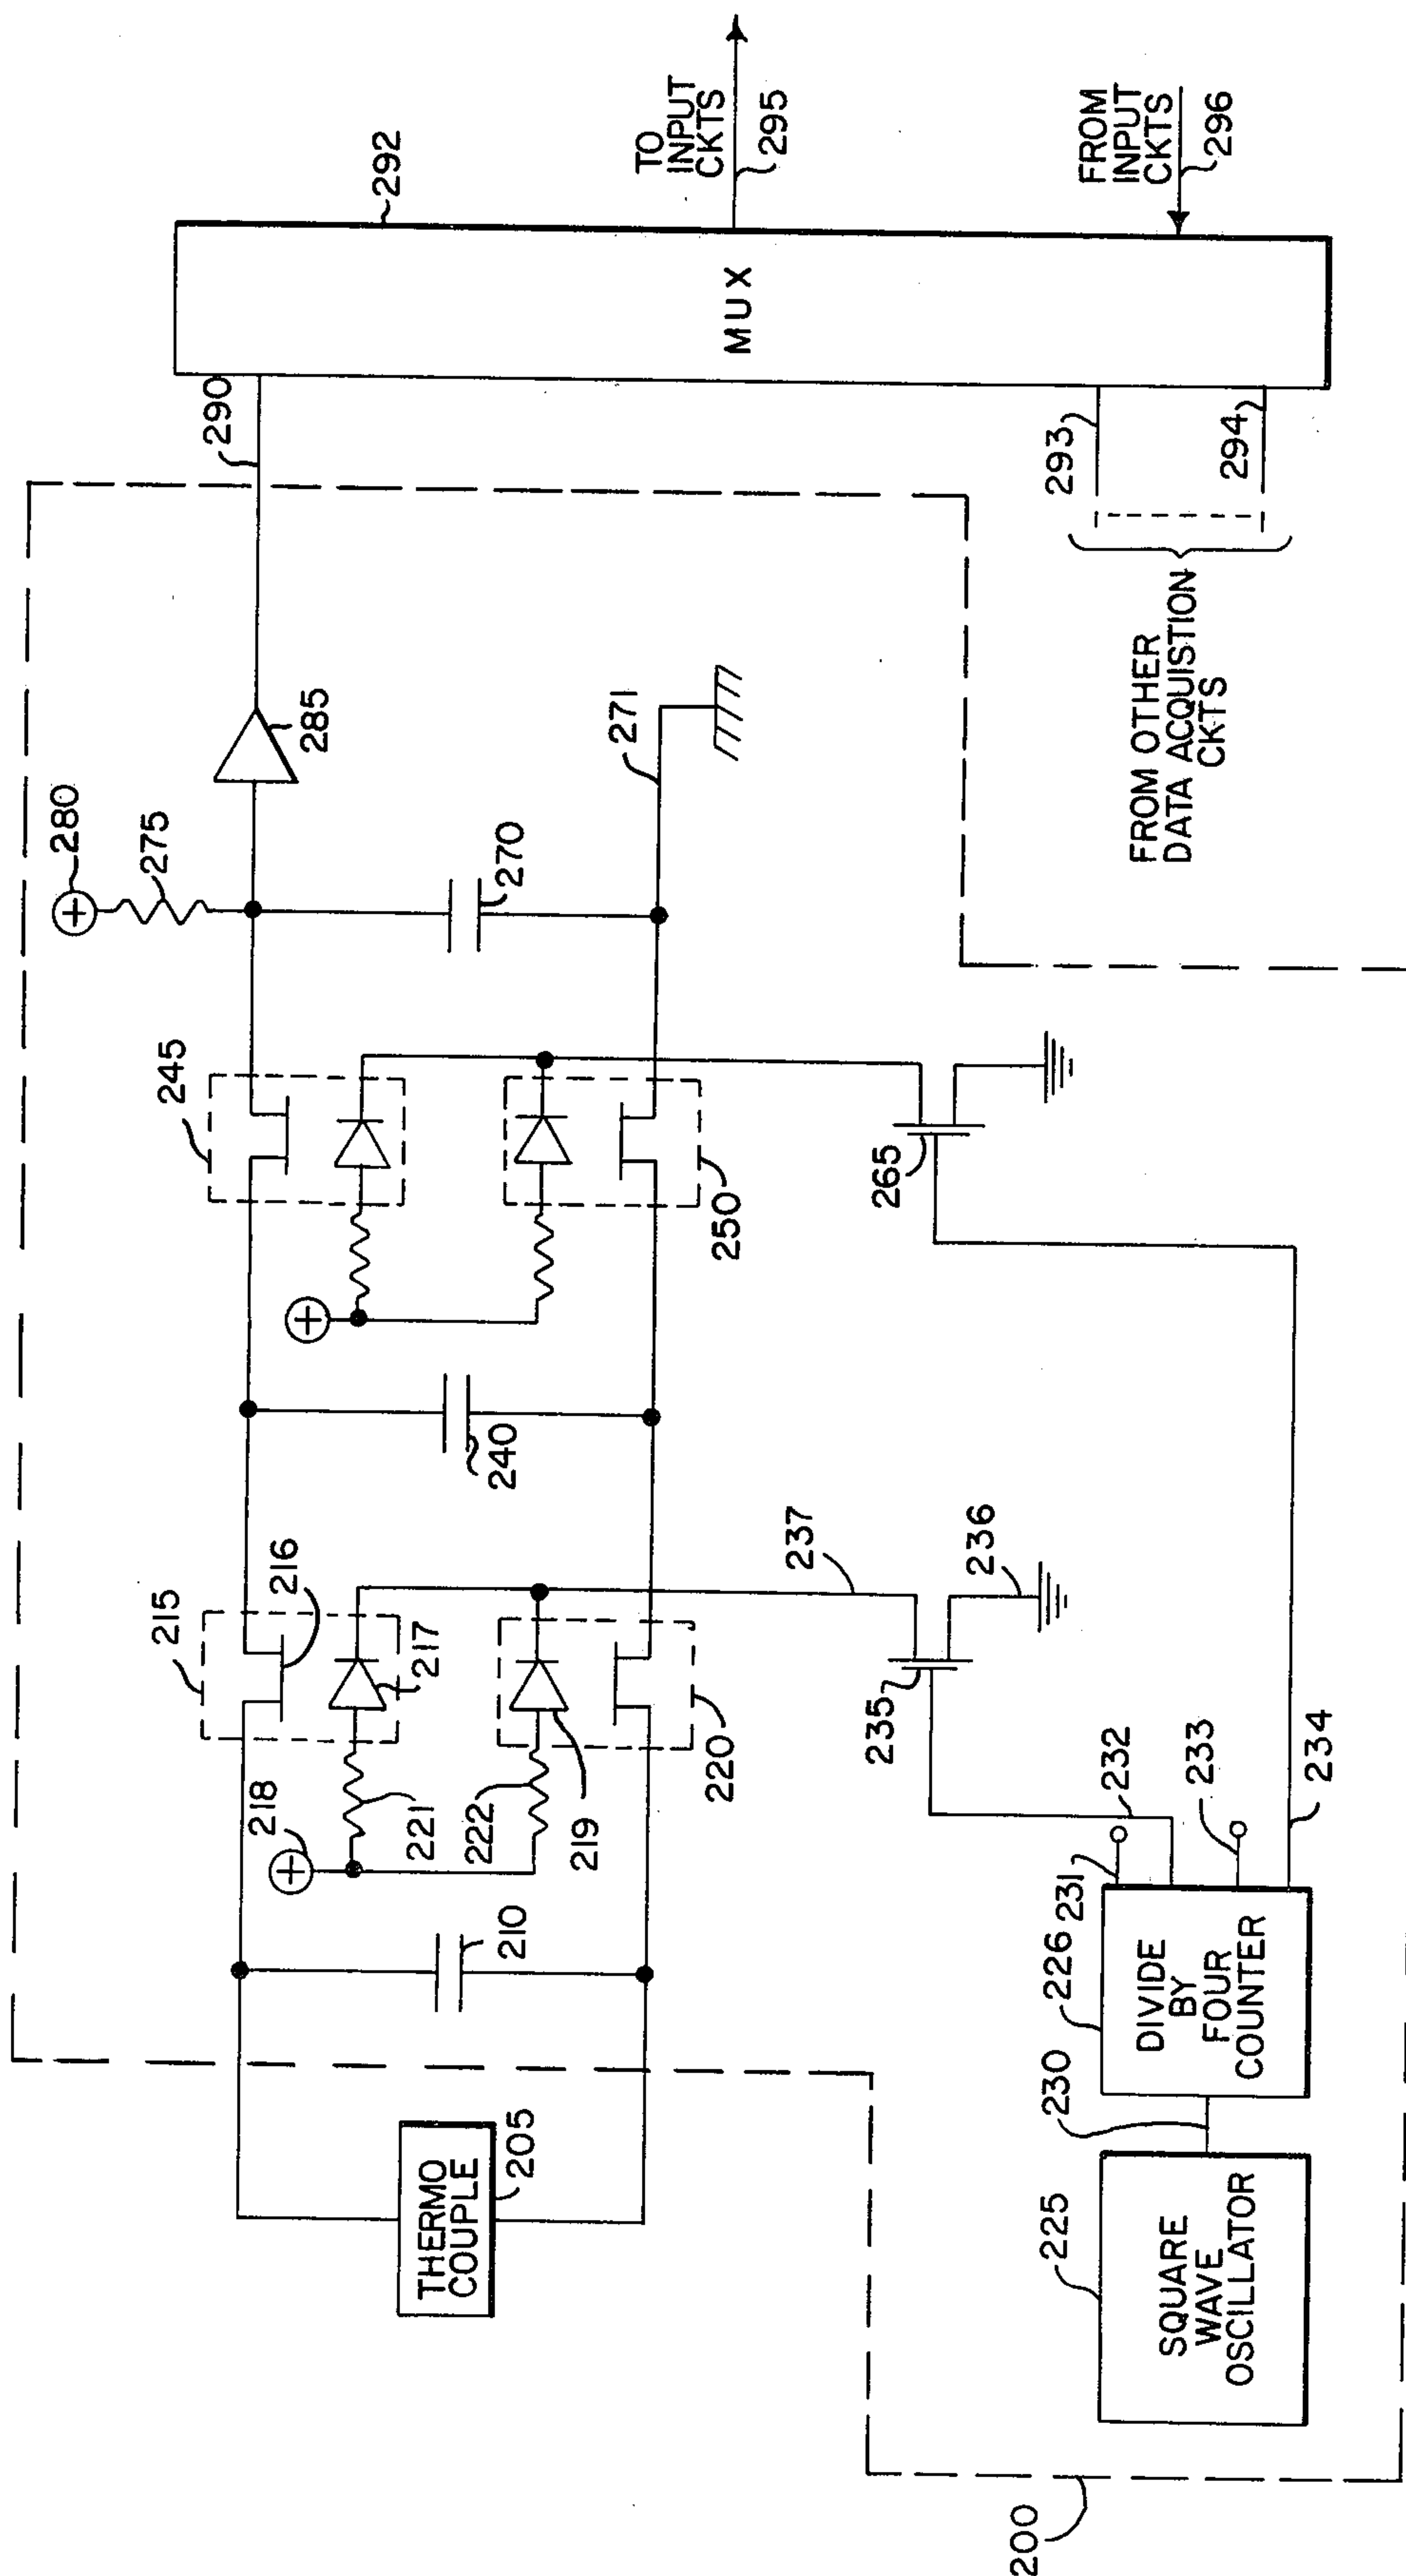 200
THERMO
COUPLE
205
210
218
215
216
217
221
222
219
220
240
245
250
280
275
270
271
285
290
292
MUX
TO
INPUT
CKTS
295
FROM
INPUT
CKTS
296
293
294
FROM OTHER
DATA ACQUISTION
CKTS
225
SQUARE
WAVE
OSCILLATOR
230
226
DIVIDE
BY
FOUR
COUNTER
231
232
233
234
235
236
237
265
+
+
+